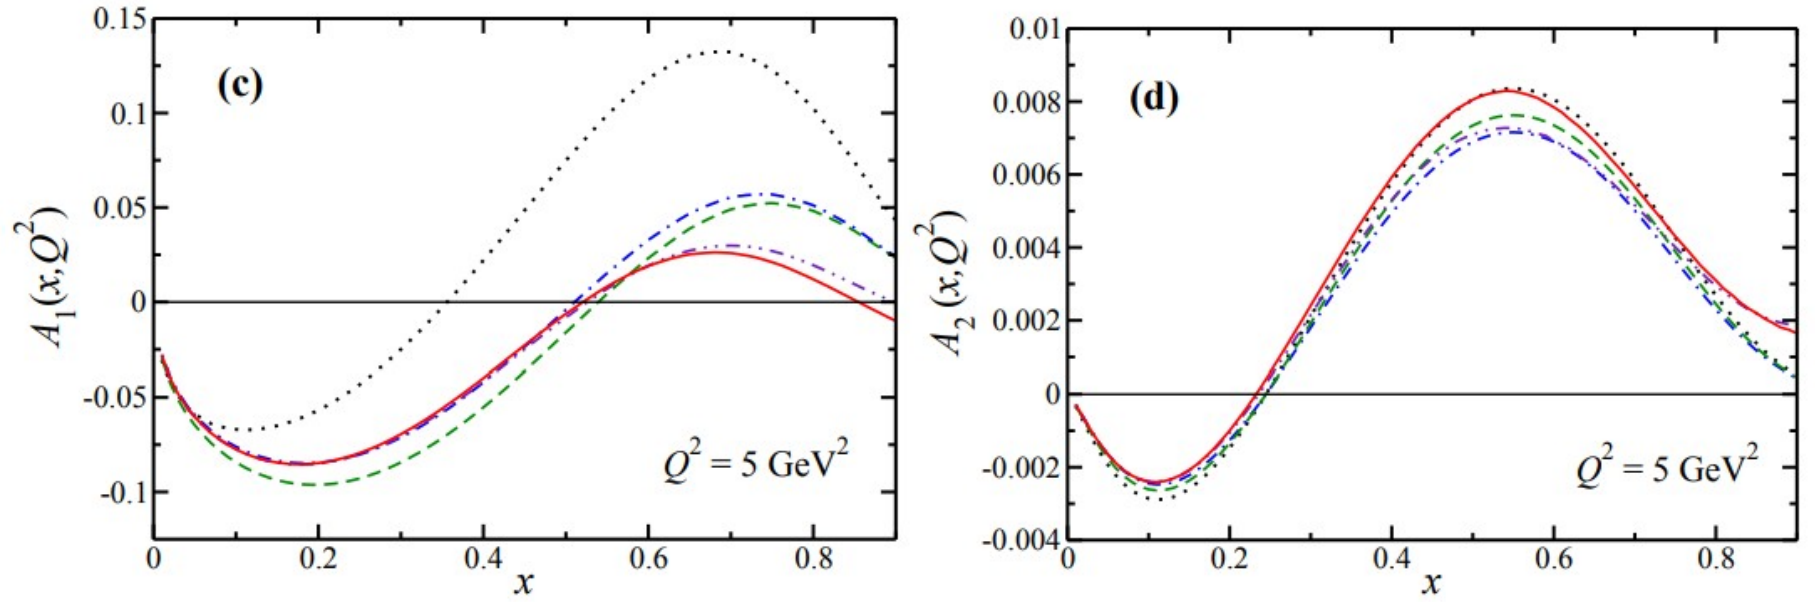 0.15
0.1
0.05
0
-0.05
-0.1
A₁(x,Q²)
(c)
Q² = 5 GeV²
0 0.2 0.4 0.6 0.8
x
0.01
0.008
0.006
0.004
0.002
0
-0.002
-0.004
A₂(x,Q²)
(d)
Q² = 5 GeV²
0 0.2 0.4 0.6 0.8
x